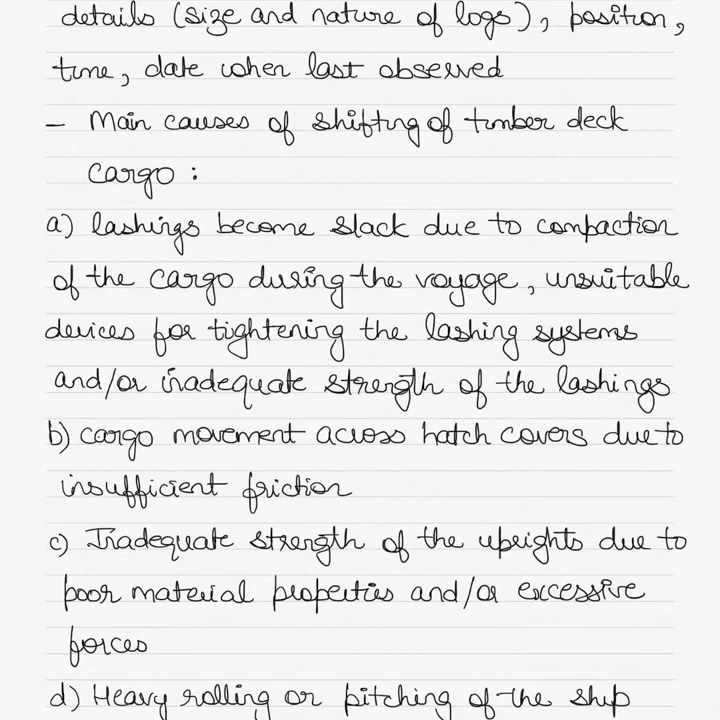 details (size and nature of logs), position,
time, date when last observed
- Main causes of shifting of timber deck
cargo :
a) lashings become slack due to compaction
of the cargo during the voyage, unsuitable
devices for tightening the lashing systems
and/or inadequate strength of the lashings
b) cargo movement across hatch covers due to
insufficient friction
c) Inadequate strength of the uprights due to
poor material properties and/or excessive
forces
d) Heavy rolling or pitching of the ship